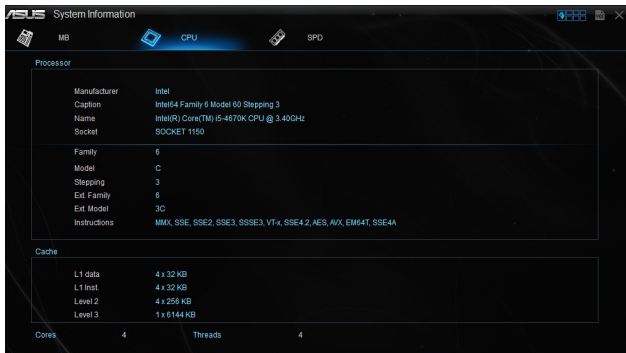 ASUS System Information
MB CPU SPD
Processor
Manufacturer Intel
Caption Intel64 Family 6 Model 60 Stepping 3
Name Intel(R) Core(TM) i5-4670K CPU @ 3.40GHz
Socket SOCKET 1150
Family 6
Model C
Stepping 3
Ext. Family 6
Ext. Model 3C
Instructions MMX, SSE, SSE2, SSE3, SSSE3, VT-x, SSE4.2, AES, AVX, EM64T, SSE4A
Cache
L1 data 4 x 32 KB
L1 Inst. 4 x 32 KB
Level 2 4 x 256 KB
Level 3 1 x 6144 KB
Cores 4 Threads 4